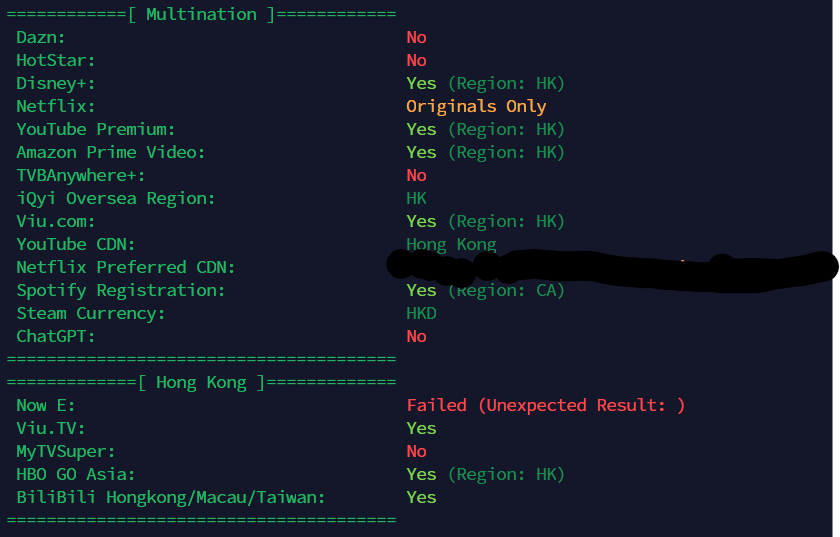 ============[ Multination ]============
Dazn: No
HotStar: No
Disney+: Yes (Region: HK)
Netflix: Originals Only
YouTube Premium: Yes (Region: HK)
Amazon Prime Video: Yes (Region: HK)
TVBAnywhere+: No
iQyi Oversea Region: HK
Viu.com: Yes (Region: HK)
YouTube CDN: Hong Kong
Netflix Preferred CDN:
Spotify Registration: Yes (Region: CA)
Steam Currency: HKD
ChatGPT: No
=======================================
=============[ Hong Kong ]=============
Now E: Failed (Unexpected Result: )
Viu.TV: Yes
MyTVSuper: No
HBO GO Asia: Yes (Region: HK)
BiliBili Hongkong/Macau/Taiwan: Yes
=======================================